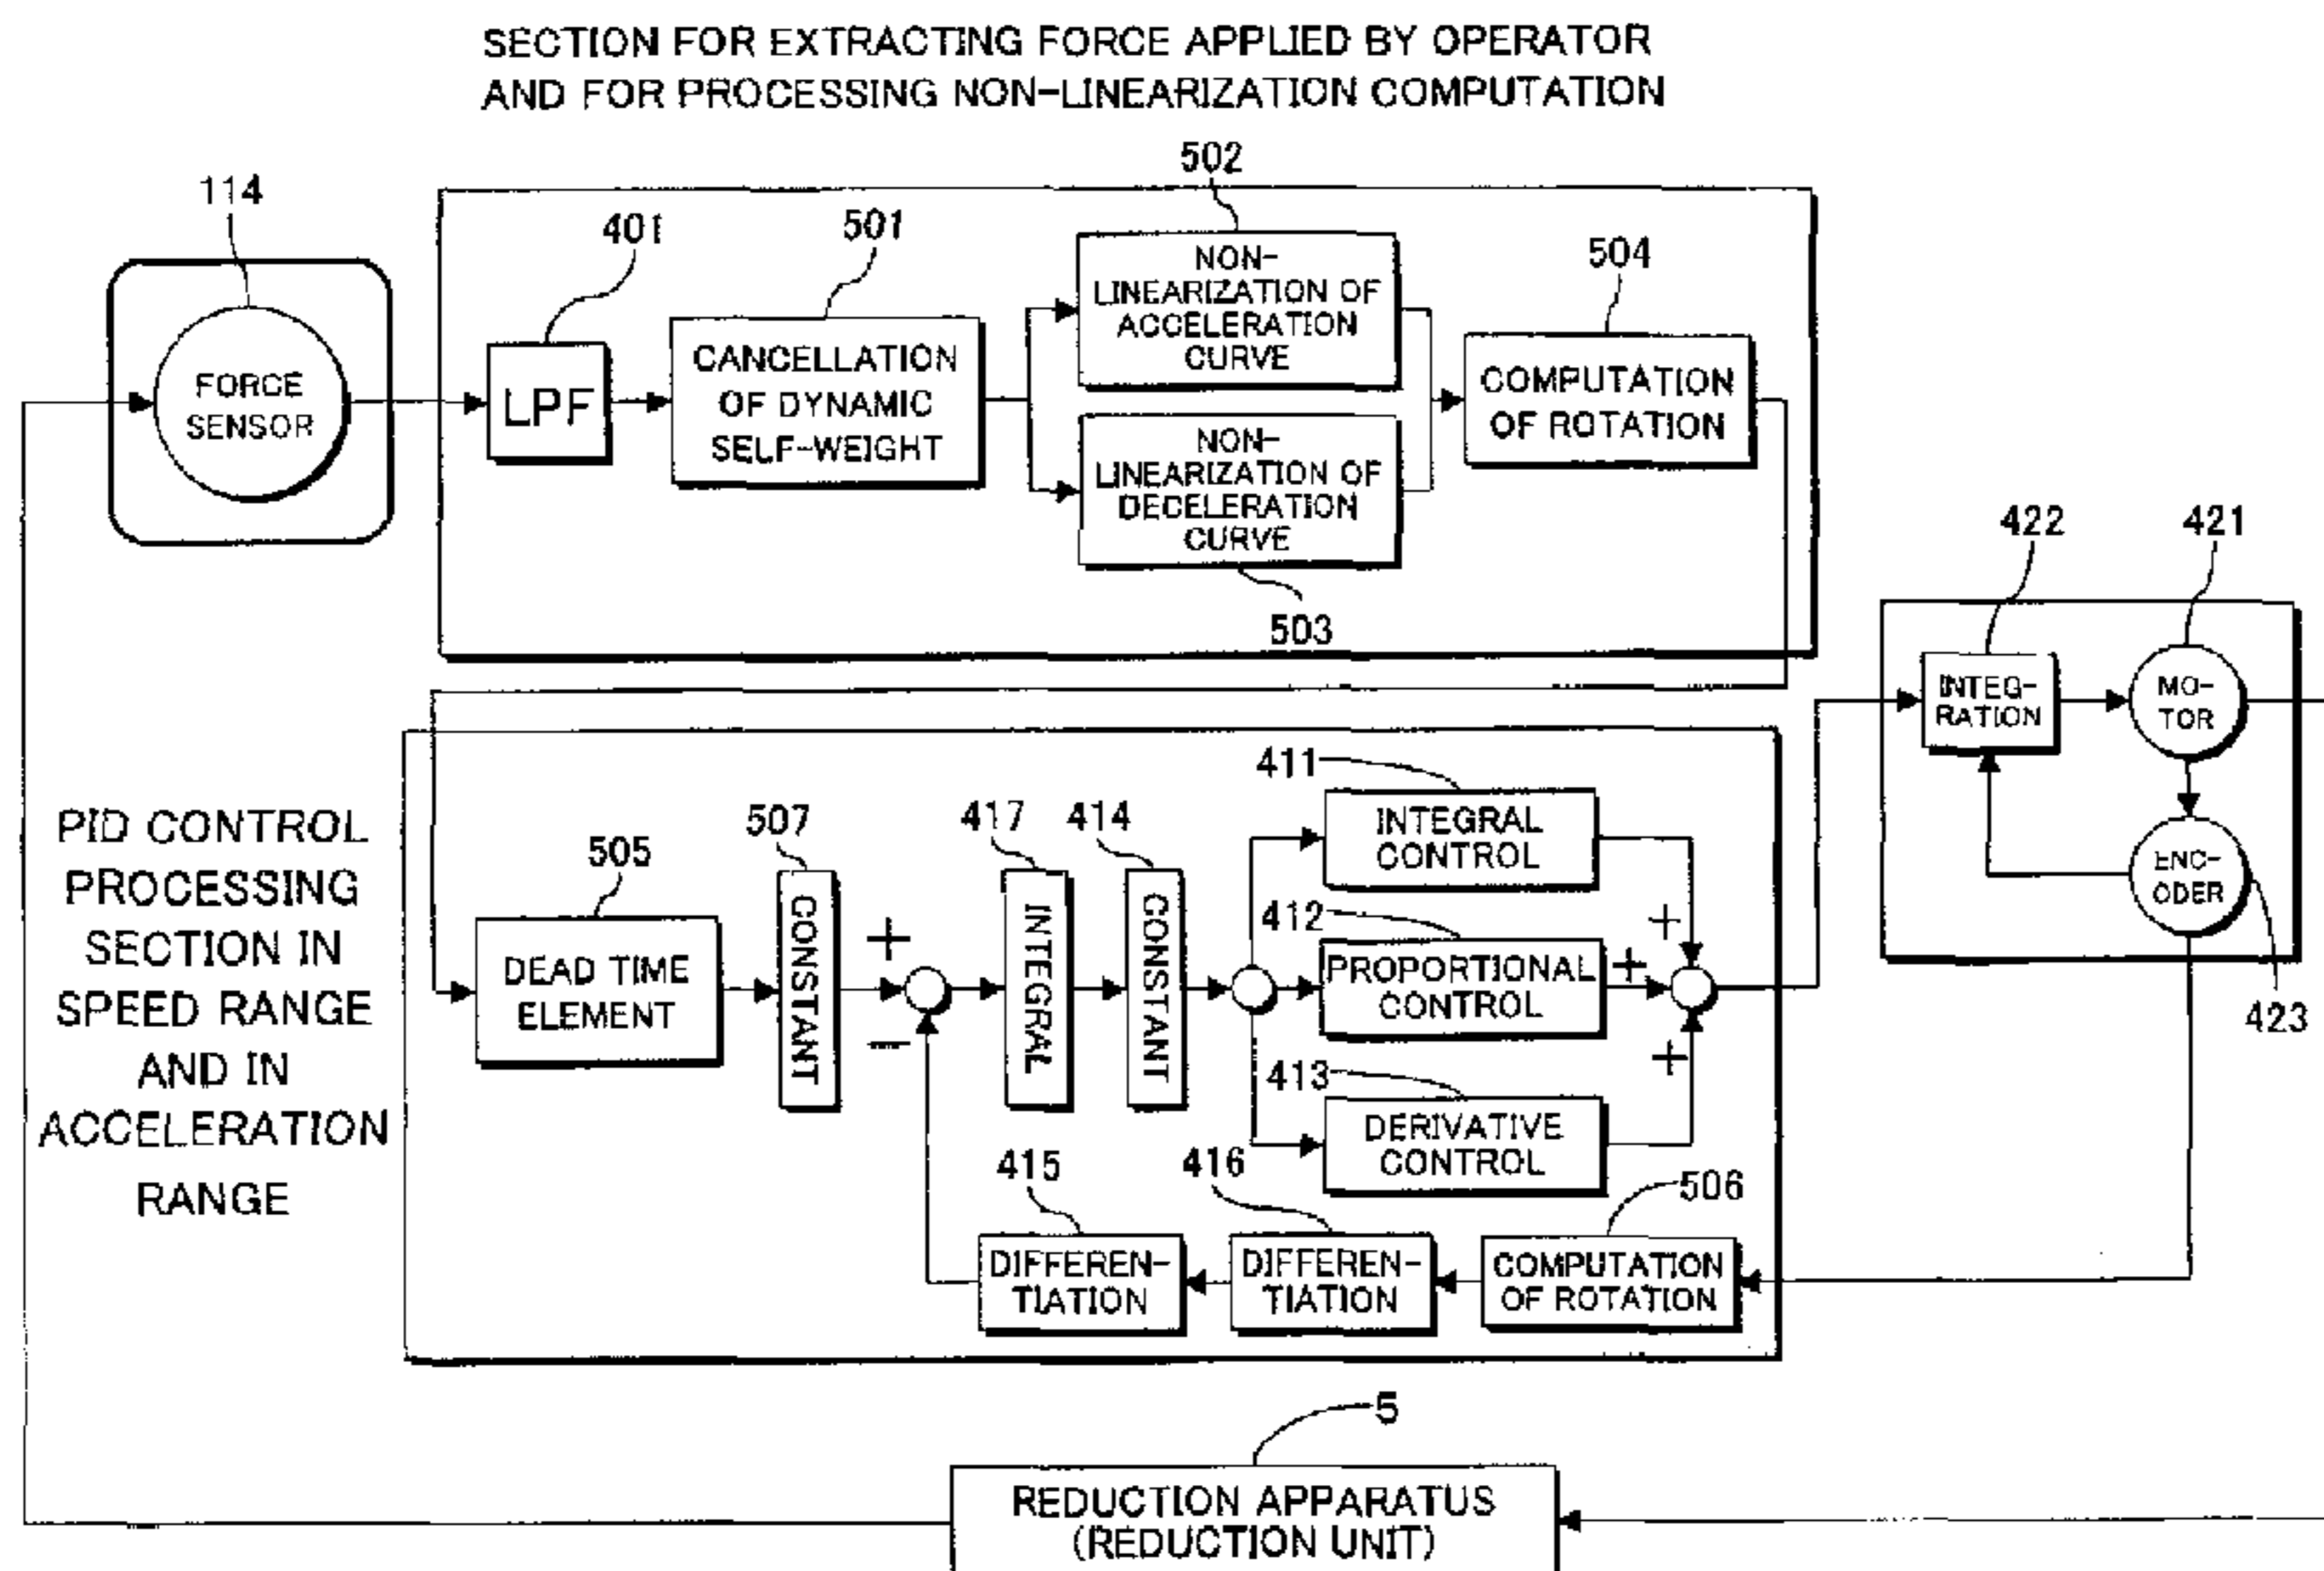 SECTION FOR EXTRACTING FORCE APPLIED BY OPERATOR
AND FOR PROCESSING NON-LINEARIZATION COMPUTATION
502
114
401
501
504
NON-
LINEARIZATION OF
ACCELERATION
CURVE
FORCE
SENSOR
LPF
CANCELLATION
OF DYNAMIC
SELF-WEIGHT
COMPUTATION
OF ROTATION
NON-
LINEARIZATION OF
DECELERATION
CURVE
503
422
421
INTEG-
RATION
MO-
TOR
ENC-
ODER
423
PID CONTROL
PROCESSING
SECTION IN
SPEED RANGE
AND IN
ACCELERATION
RANGE
505
507
417
414
411
INTEGRAL
CONTROL
412
DEAD TIME
ELEMENT
CONSTANT
+
−
INTEGRAL
CONSTANT
PROPORTIONAL
CONTROL
+
+
+
413
DERIVATIVE
CONTROL
415
416
506
DIFFEREN-
TIATION
DIFFEREN-
TIATION
COMPUTATION
OF ROTATION
5
REDUCTION APPARATUS
(REDUCTION UNIT)